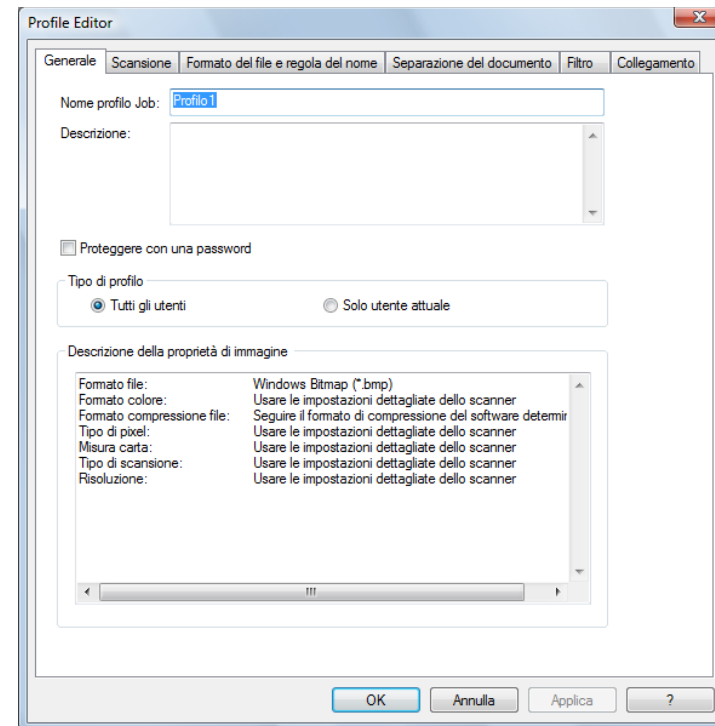 Profile Editor
Generale Scansione Formato del file e regola del nome Separazione del documento Filtro Collegamento
Nome profilo Job: Profilo1
Descrizione:
Proteggere con una password
Tipo di profilo
Tutti gli utenti Solo utente attuale
Descrizione della proprietà di immagine
Formato file: Windows Bitmap (*.bmp)
Formato colore: Usare le impostazioni dettagliate dello scanner
Formato compressione file: Seguire il formato di compressione del software determin
Tipo di pixel: Usare le impostazioni dettagliate dello scanner
Misura carta: Usare le impostazioni dettagliate dello scanner
Tipo di scansione: Usare le impostazioni dettagliate dello scanner
Risoluzione: Usare le impostazioni dettagliate dello scanner
OK Annulla Applica ?